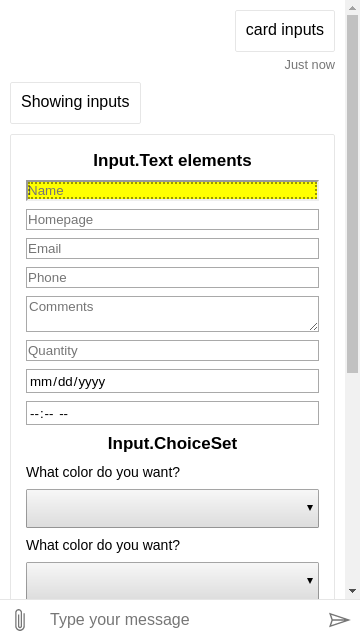 card inputs
Just now
Showing inputs
Input.Text elements
Name
Homepage
Email
Phone
Comments
Quantity
mm/dd/yyyy
--:-- --
Input.ChoiceSet
What color do you want?
What color do you want?
Type your message